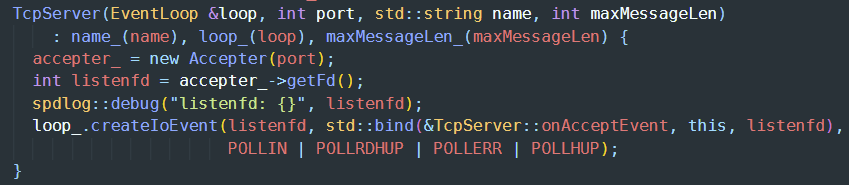 TcpServer(EventLoop &loop, int port, std::string name, int maxMessageLen)
    : name_(name), loop_(loop), maxMessageLen_(maxMessageLen) {
  accepter_ = new Accepter(port);
  int listenfd = accepter_->getFd();
  spdlog::debug("listenfd: {}", listenfd);
  loop_.createIoEvent(listenfd, std::bind(&TcpServer::onAcceptEvent, this, listenfd),
                      POLLIN | POLLRDHUP | POLLERR | POLLHUP);
}